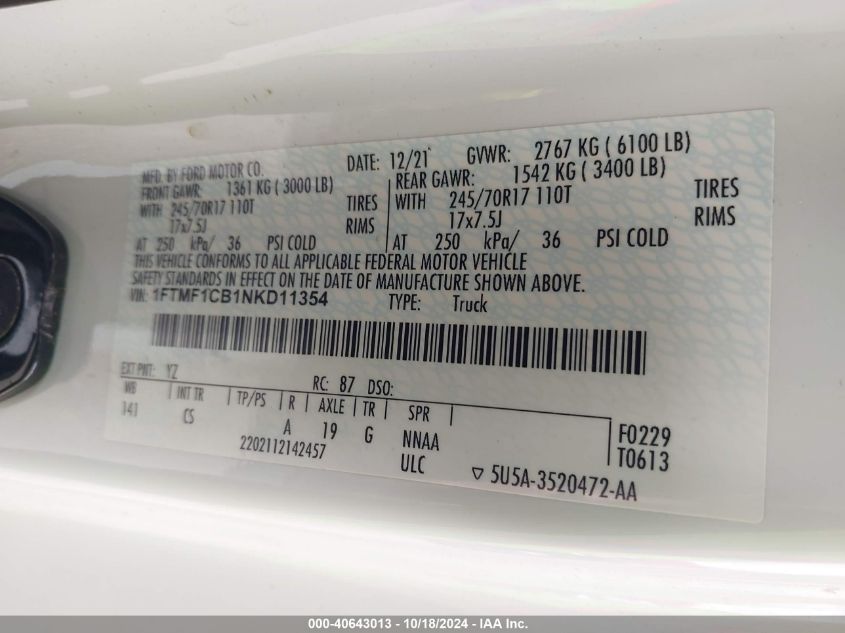 MFD. BY FORD MOTOR CO.
DATE: 12/21
GVWR: 2767 KG ( 6100 LB)
FRONT GAWR: 1361 KG ( 3000 LB)
REAR GAWR: 1542 KG ( 3400 LB)
WITH 245/70R17 110T TIRES
WITH 245/70R17 110T TIRES
17x7.5J RIMS
17x7.5J RIMS
AT 250 kPa/ 36 PSI COLD
AT 250 kPa/ 36 PSI COLD
THIS VEHICLE CONFORMS TO ALL APPLICABLE FEDERAL MOTOR VEHICLE
SAFETY STANDARDS IN EFFECT ON THE DATE OF MANUFACTURE SHOWN ABOVE.
VIN: 1FTMF1CB1NKD11354
TYPE: Truck
EXT PNT: YZ
RC: 87 DSO:
WB INT TR TP/PS R AXLE TR SPR
141 CS A 19 G NNAA
F0229
2202112142457 ULC
T0613
▽ 5U5A-3520472-AA
000-40643013 - 10/18/2024 - IAA Inc.